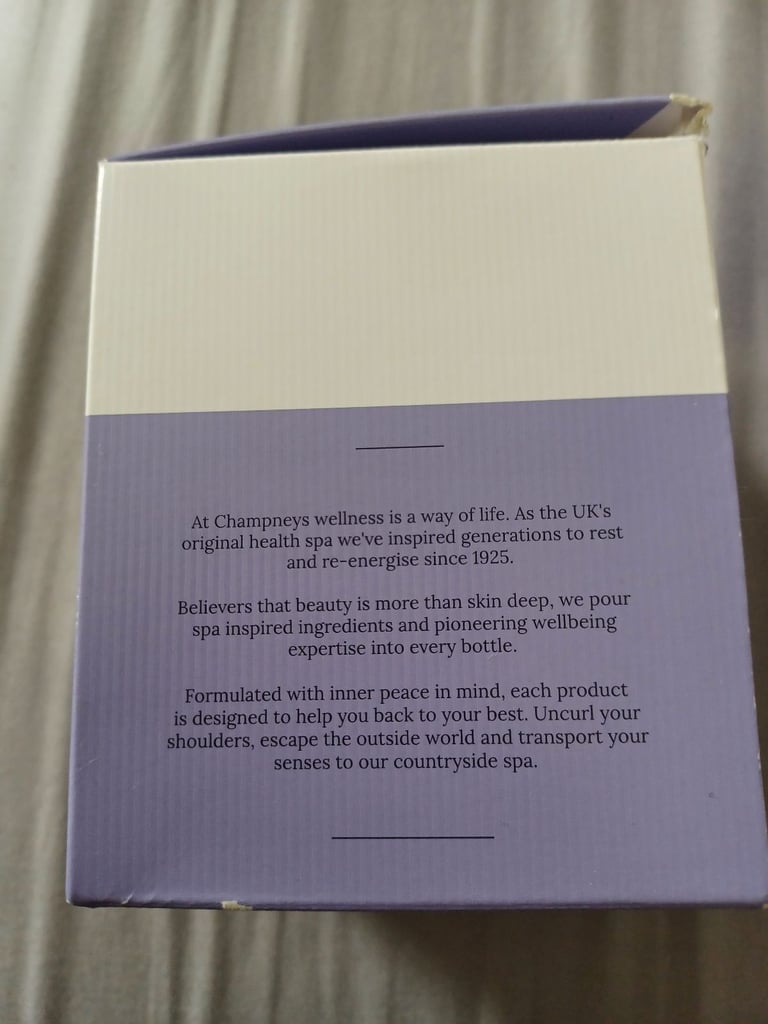 At Champneys wellness is a way of life. As the UK's
original health spa we've inspired generations to rest
and re-energise since 1925.
Believers that beauty is more than skin deep, we pour
spa inspired ingredients and pioneering wellbeing
expertise into every bottle.
Formulated with inner peace in mind, each product
is designed to help you back to your best. Uncurl your
shoulders, escape the outside world and transport your
senses to our countryside spa.